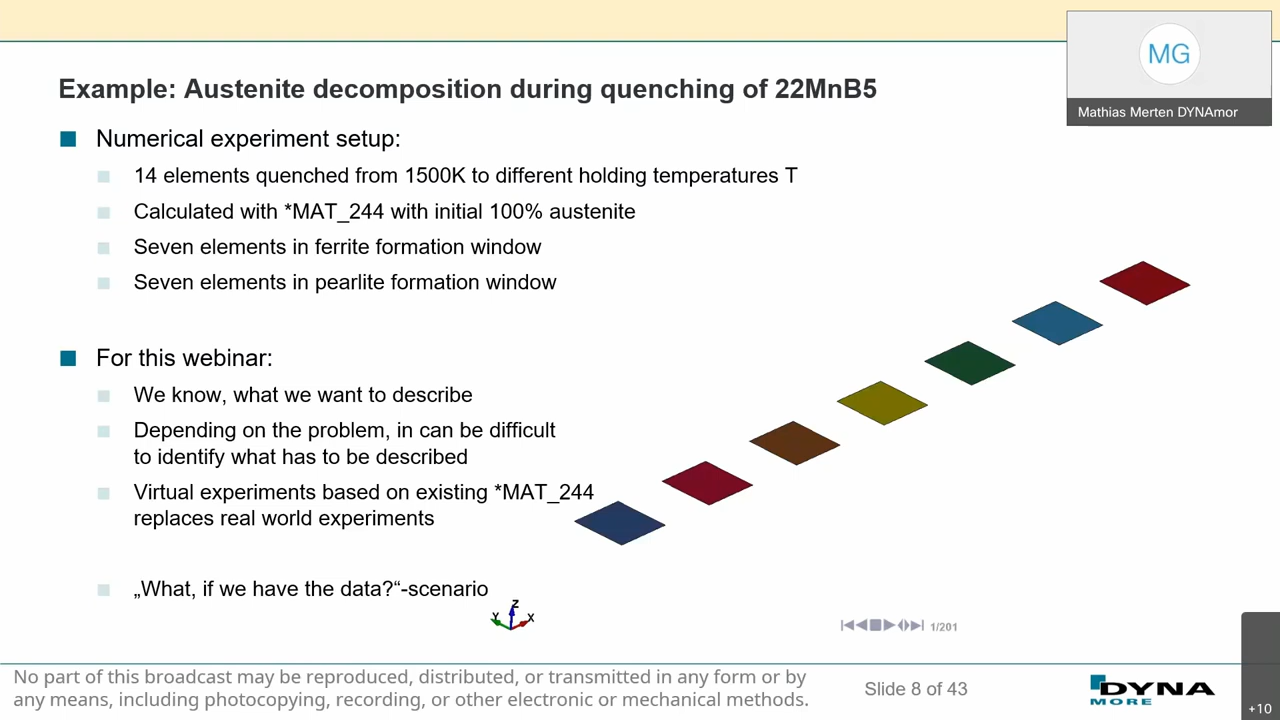 MG
Mathias Merten DYNAmor
Example: Austenite decomposition during quenching of 22MnB5
Numerical experiment setup:
14 elements quenched from 1500K to different holding temperatures T
Calculated with *MAT_244 with initial 100% austenite
Seven elements in ferrite formation window
Seven elements in pearlite formation window
For this webinar:
We know, what we want to describe
Depending on the problem, in can be difficult
to identify what has to be described
Virtual experiments based on existing *MAT_244
replaces real world experiments
„What, if we have the data?“-scenario
Z
Y X
1/201
No part of this broadcast may be reproduced, distributed, or transmitted in any form or by
any means, including photocopying, recording, or other electronic or mechanical methods.
Slide 8 of 43
DYNA
MORE
+10